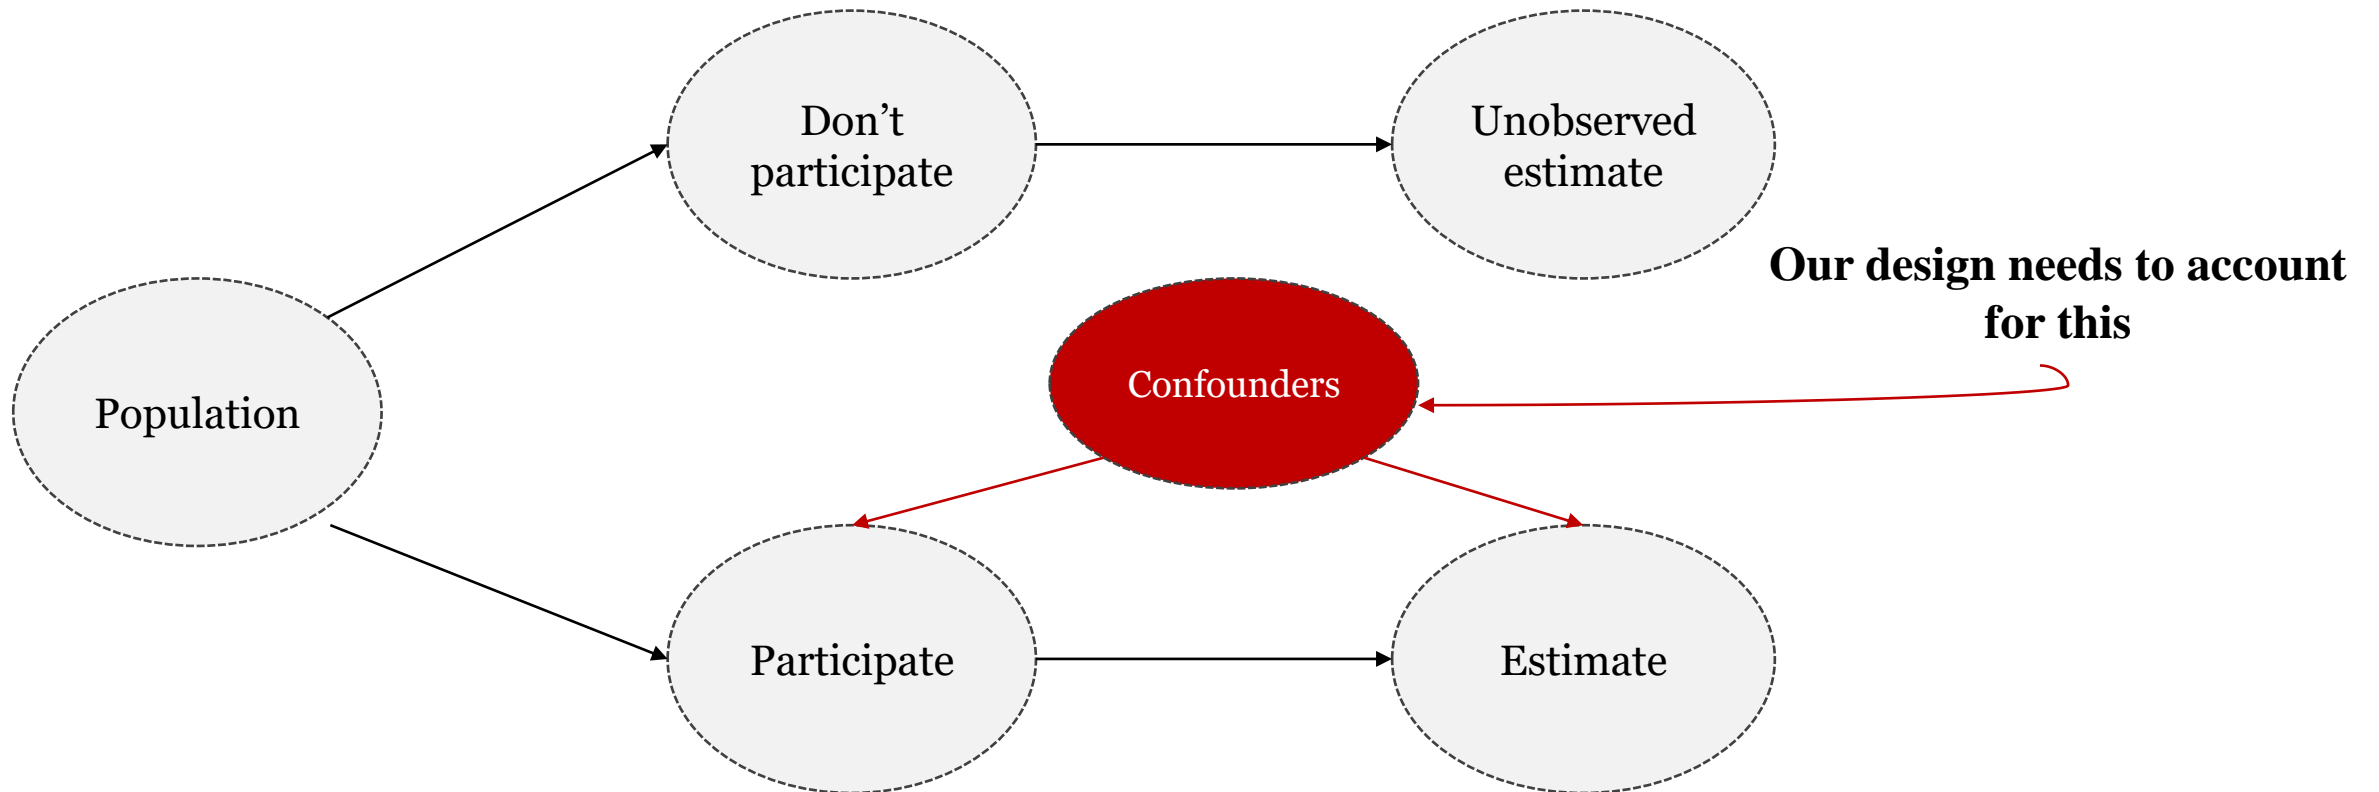 Don’t
participate
Unobserved
estimate
Our design needs to account
for this
Confounders
Population
Participate
Estimate